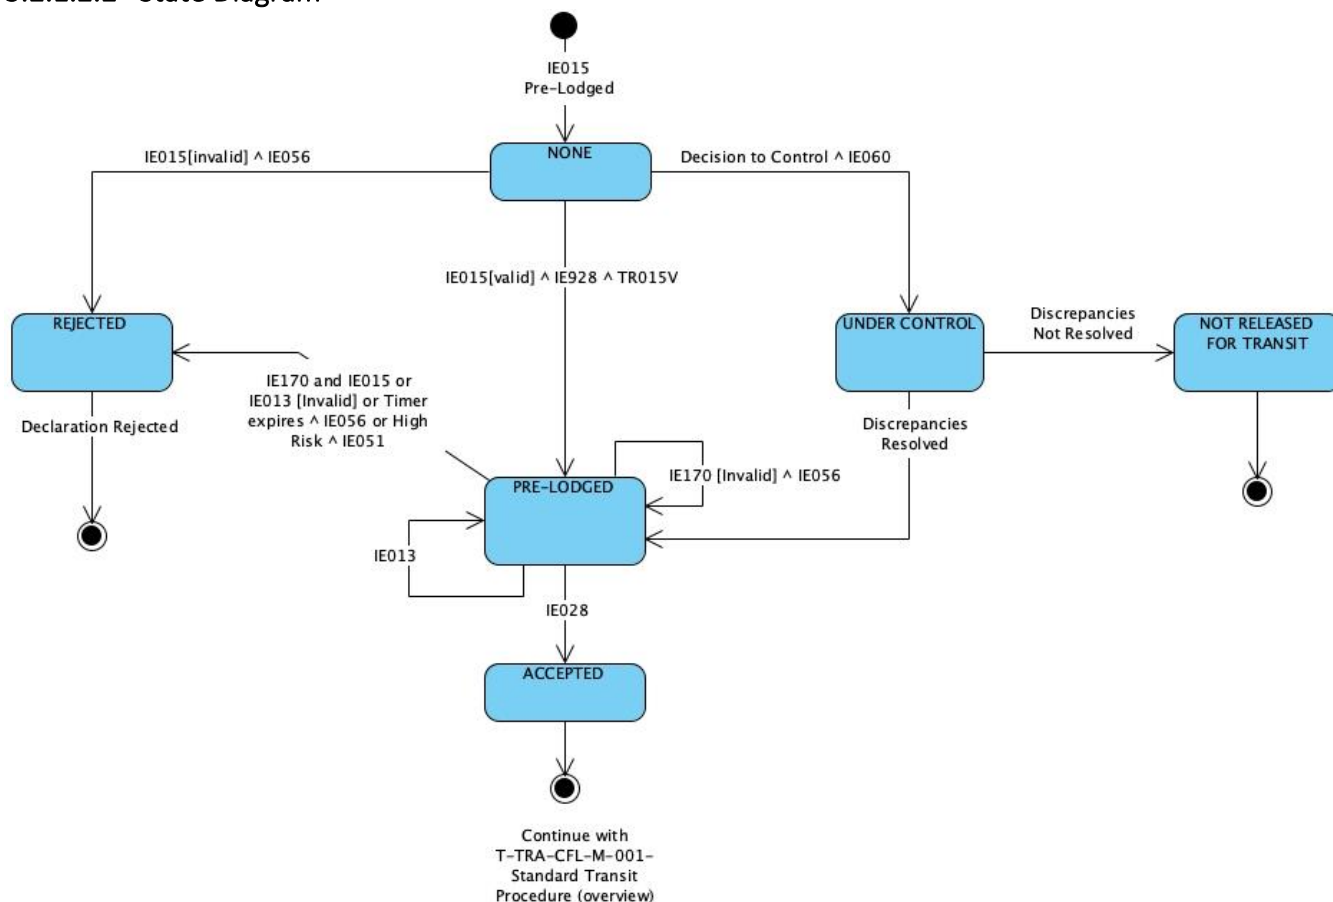 State Diagram
IE015
Pre-Lodged
NONE
IE015[invalid] ^ IE056
Decision to Control ^ IE060
IE015[valid] ^ IE928 ^ TR015V
REJECTED
UNDER CONTROL
Discrepancies
Not Resolved
NOT RELEASED
FOR TRANSIT
IE170 and IE015 or
IE013 [Invalid] or Timer
expires ^ IE056 or High
Risk ^ IE051
Declaration Rejected
Discrepancies
Resolved
PRE-LODGED
IE170 [Invalid] ^ IE056
IE013
IE028
ACCEPTED
Continue with
T-TRA-CFL-M-001-
Standard Transit
Procedure (overview)